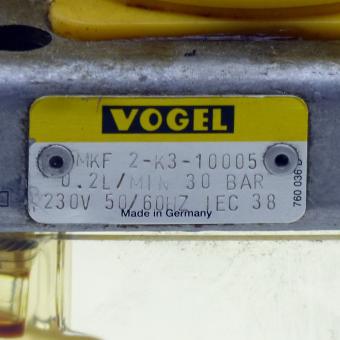 VOGEL
MKF 2-K3-10005
0.2L/MIN 30 BAR
230V 50/60HZ IEC 38
Made in Germany
760 036